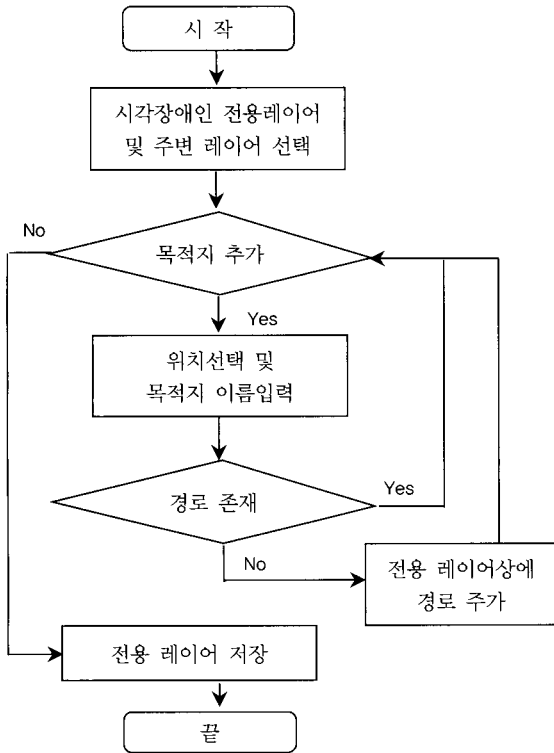 시 작
시각장애인 전용레이어
및 주변 레이어 선택
No
목적지 추가
Yes
위치선택 및
목적지 이름입력
경로 존재
Yes
No
전용 레이어상에
경로 추가
전용 레이어 저장
끝